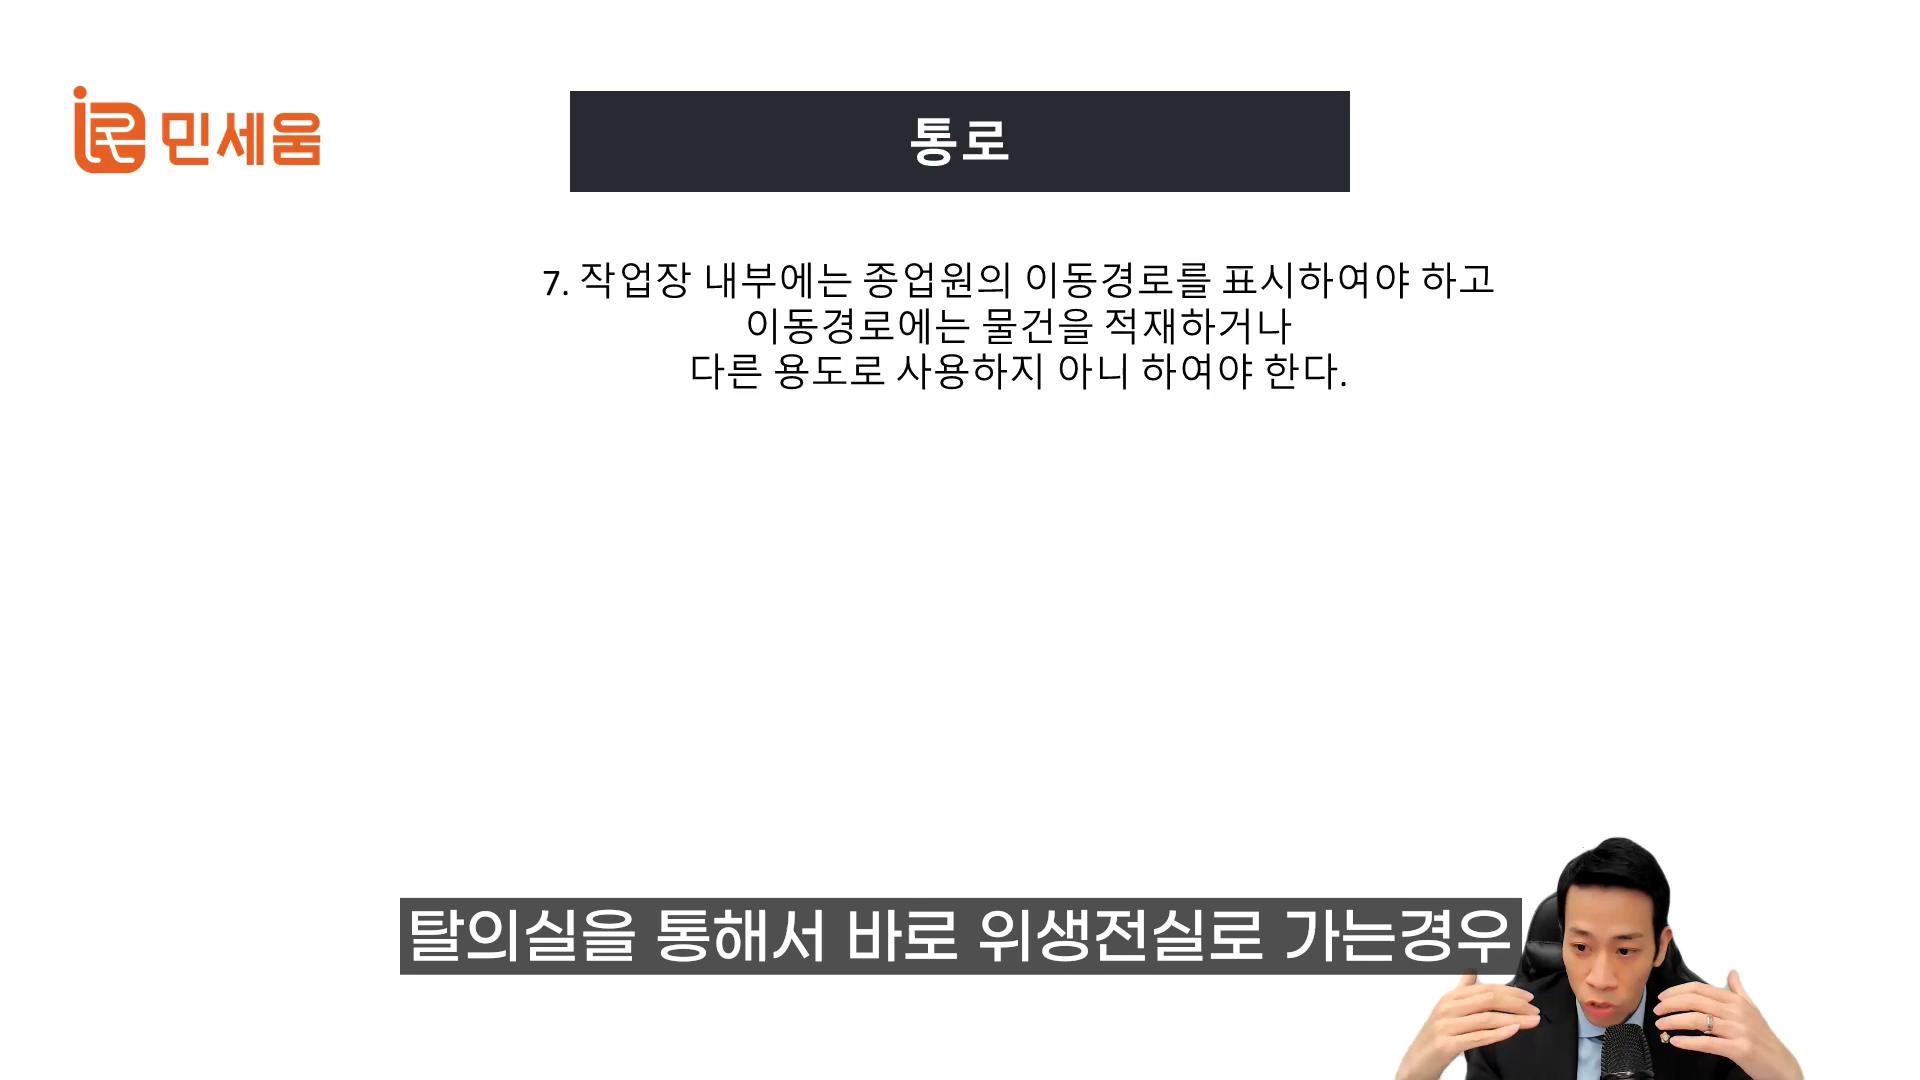 민세움
통로
7. 작업장 내부에는 종업원의 이동경로를 표시하여야 하고
이동경로에는 물건을 적재하거나
다른 용도로 사용하지 아니 하여야 한다.
탈의실을 통해서 바로 위생전실로 가는경우